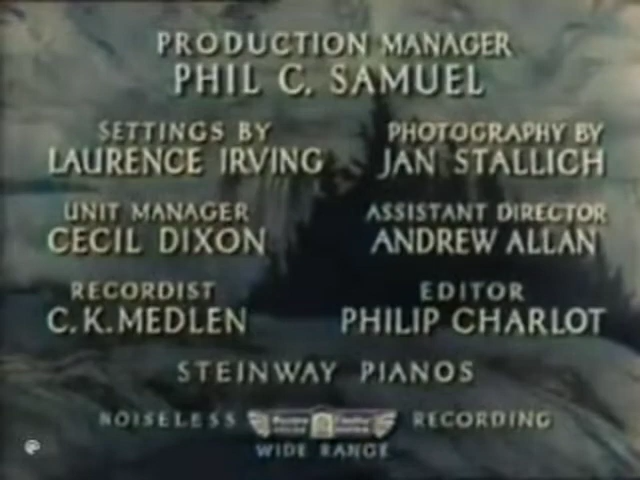 PRODUCTION MANAGER
PHIL C. SAMUEL
SETTINGS BY
LAURENCE IRVING
PHOTOGRAPHY BY
JAN STALLICH
UNIT MANAGER
CECIL DIXON
ASSISTANT DIRECTOR
ANDREW ALLAN
RECORDIST
C.K. MEDLEN
EDITOR
PHILIP CHARLOT
STEINWAY PIANOS
NOISELESS RECORDING
WIDE RANGE